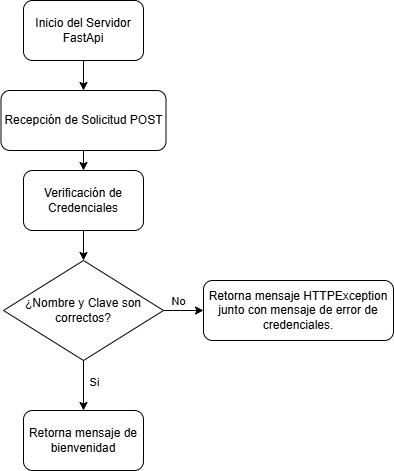 Inicio del Servidor
FastApi
Recepción de Solicitud POST
Verificación de
Credenciales
¿Nombre y Clave son
correctos?
No
Retorna mensaje HTTPException
junto con mensaje de error de
credenciales.
Si
Retorna mensaje de
bienvenidad